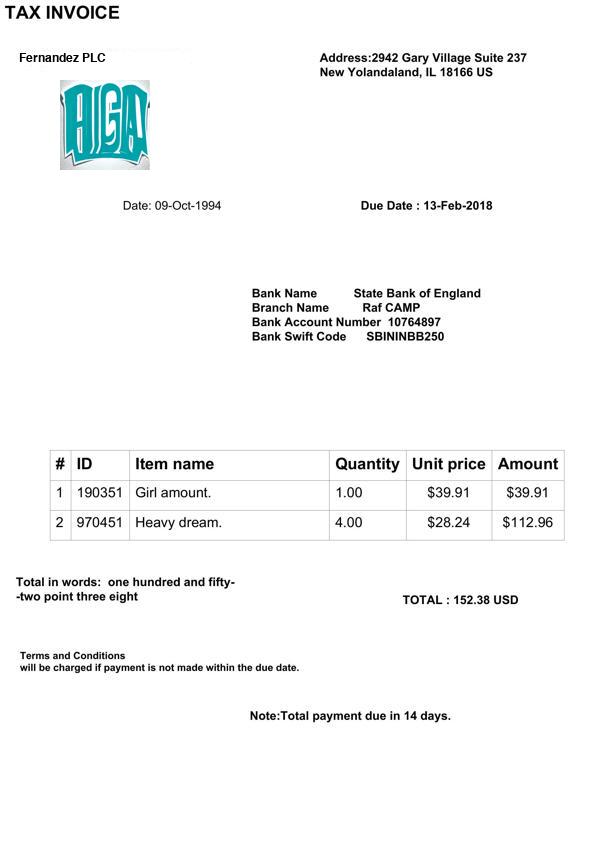 TAX INVOICE
Fernandez PLC
Address:2942 Gary Village Suite 237
New Yolandaland, IL 18166 US
HGA
Date: 09-Oct-1994
Due Date : 13-Feb-2018
Bank Name State Bank of England
Branch Name Raf CAMP
Bank Account Number 10764897
Bank Swift Code SBININBB250
# ID Item name Quantity Unit price Amount
1 190351 Girl amount. 1.00 $39.91 $39.91
2 970451 Heavy dream. 4.00 $28.24 $112.96
Total in words: one hundred and fifty-
-two point three eight
TOTAL : 152.38 USD
Terms and Conditions
will be charged if payment is not made within the due date.
Note:Total payment due in 14 days.